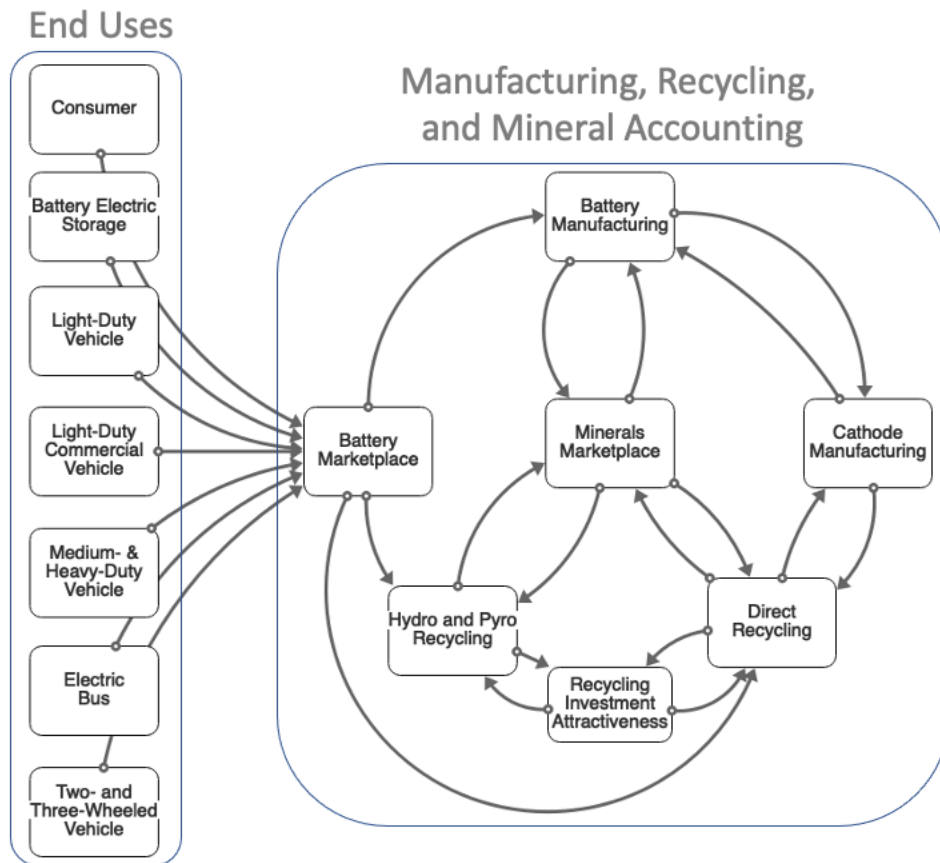 End Uses
Consumer
Battery Electric
Storage
Light-Duty
Vehicle
Light-Duty
Commercial
Vehicle
Medium- &
Heavy-Duty
Vehicle
Electric
Bus
Two- and
Three-Wheeled
Vehicle
Manufacturing, Recycling,
and Mineral Accounting
Battery
Manufacturing
Battery
Marketplace
Minerals
Marketplace
Cathode
Manufacturing
Hydro and Pyro
Recycling
Direct
Recycling
Recycling
Investment
Attractiveness